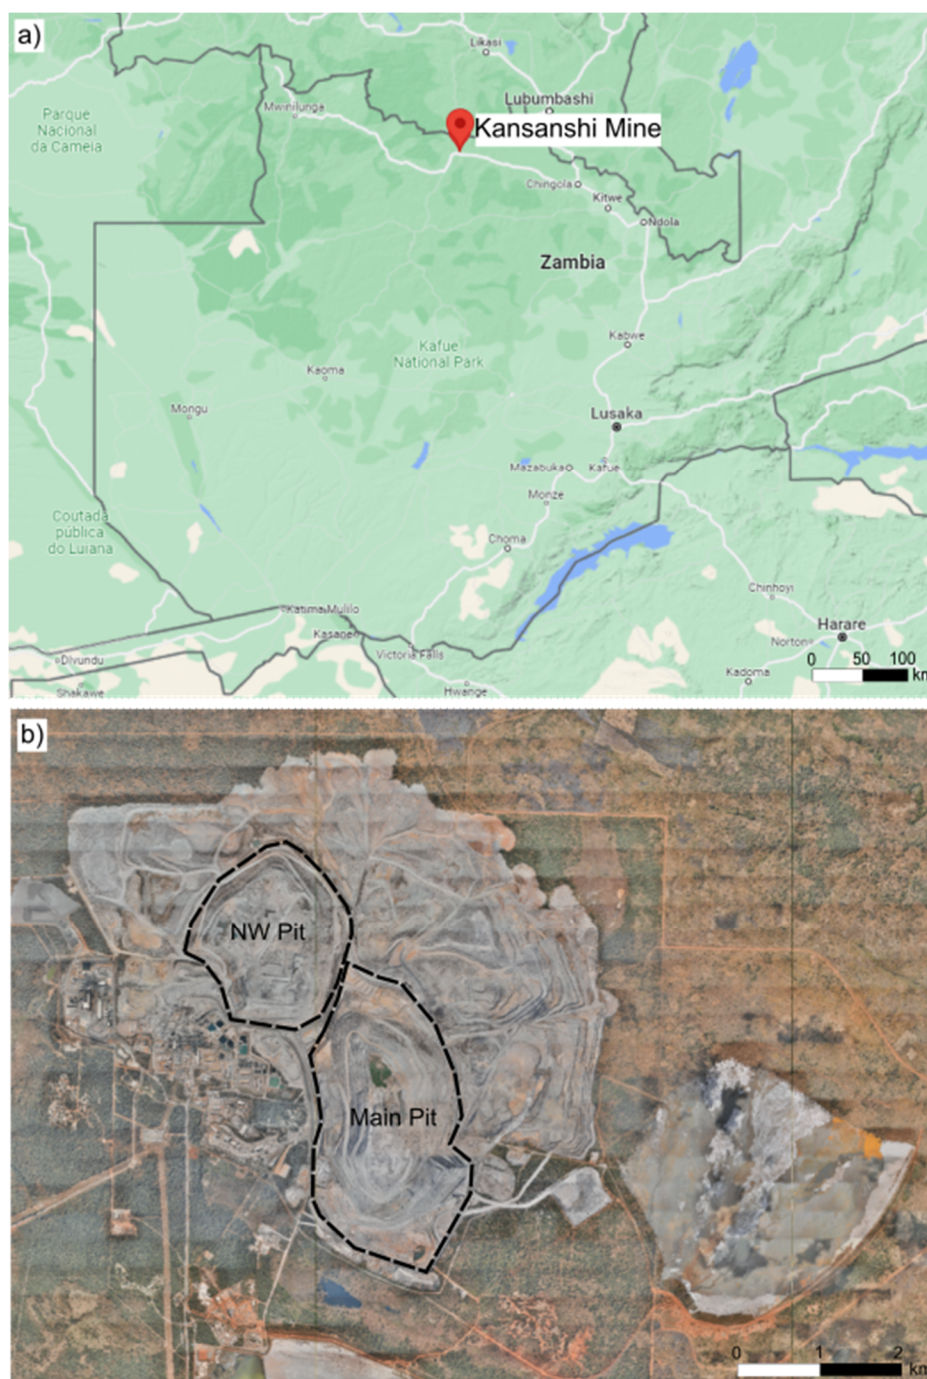 a)
Likasi
Parque
Nacional
da Cameia
Mwinilunga
Lubumbashi
Kansanshi Mine
Chingola
Kitwe
Ndola
Zambia
Kabwe
Kafue
National Park
Kaoma
Mongu
Lusaka
Mazabuka
Kafue
Monze
Coutada
pública
do Luiana
Choma
Chinhoyi
Katima Mulilo
Kasane
Harare
Norton
Victoria Falls
Divundu
Kadoma
Shakawe
Hwange
0 50 100
km
b)
NW Pit
Main Pit
0 1 2
km